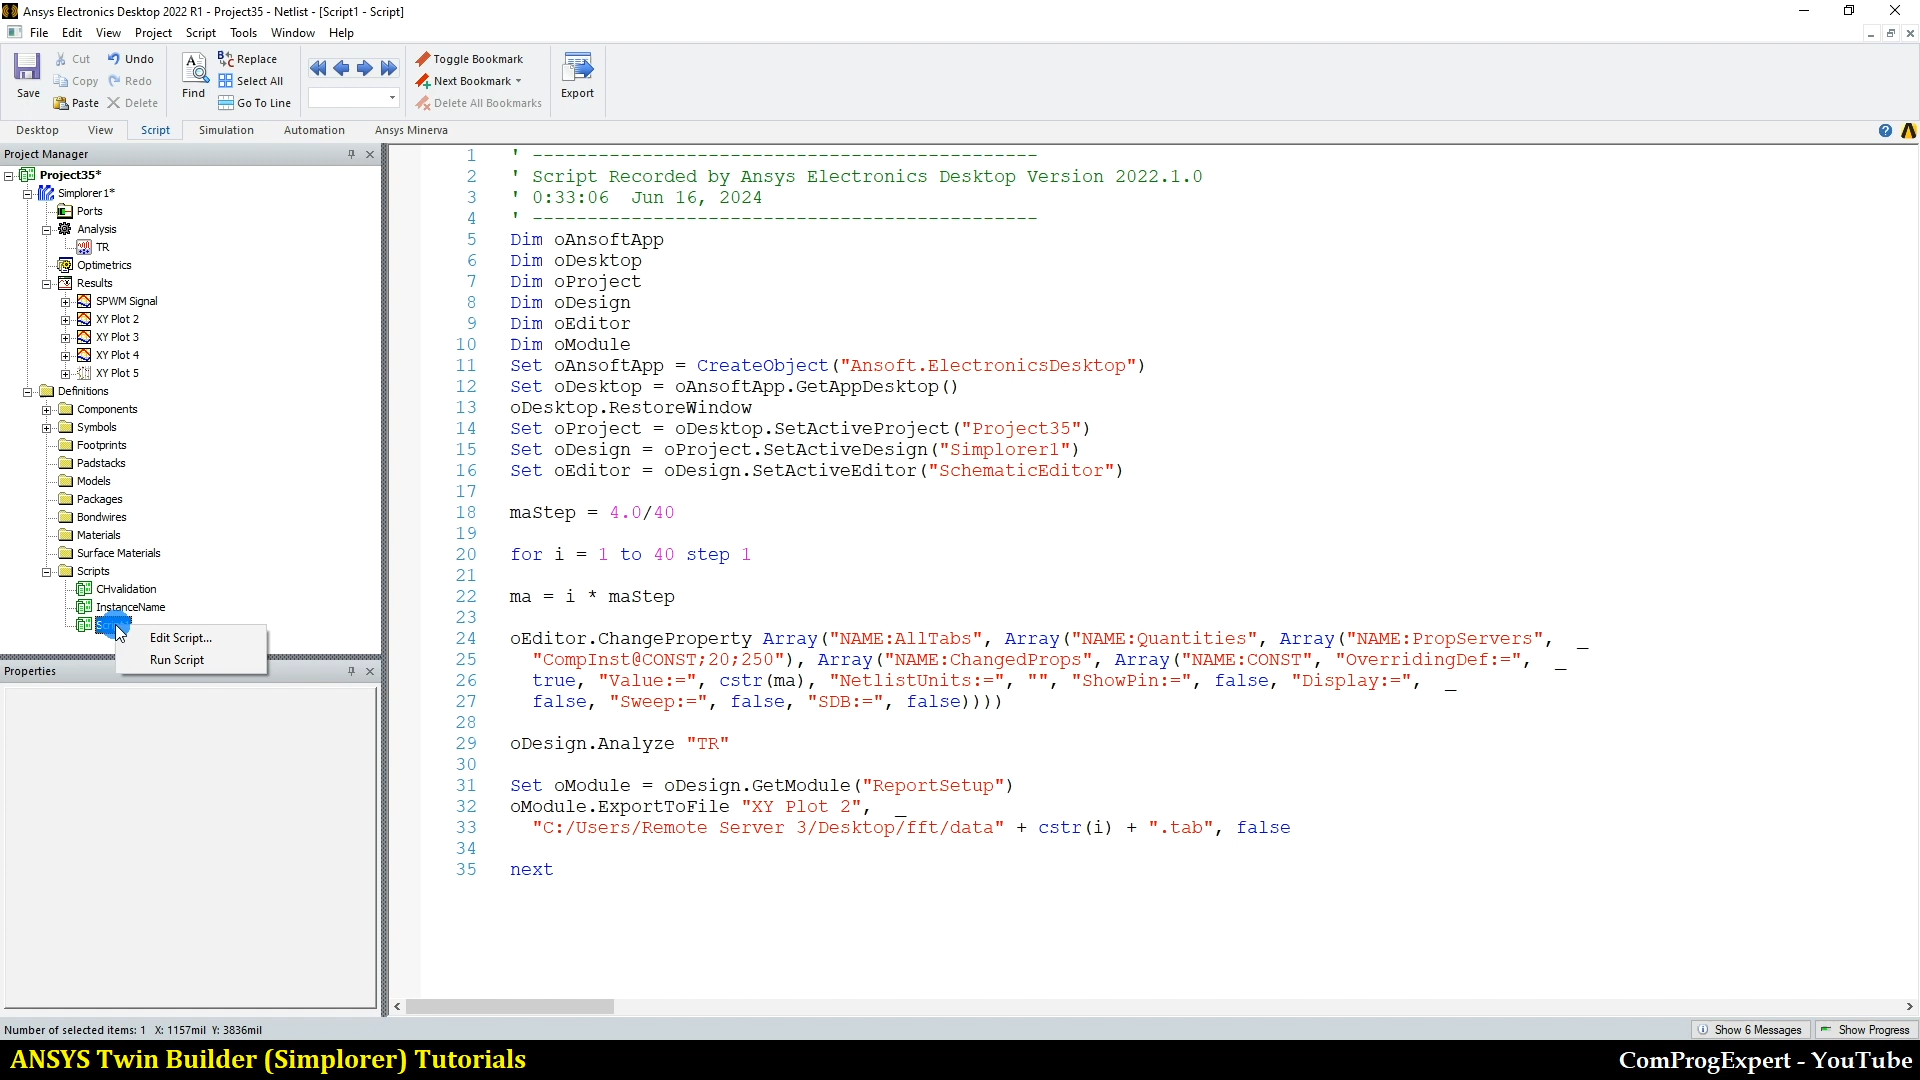 Ansys Electronics Desktop 2022 R1 - Project35 - Netlist - [Script1 - Script]
File Edit View Project Script Tools Window Help
Save Cut Copy Paste Undo Redo Delete Find Replace Select All Go To Line Toggle Bookmark Next Bookmark Delete All Bookmarks Export
Desktop View Script Simulation Automation Ansys Minerva
Project Manager
Project35*
Simplorer1*
Ports
Analysis
TR
Optimetrics
Results
SPWM Signal
XY Plot 2
XY Plot 3
XY Plot 4
XY Plot 5
Definitions
Components
Symbols
Footprints
Padstacks
Models
Packages
Bondwires
Materials
Surface Materials
Scripts
CHvalidation
InstanceName
Edit Script...
Run Script
Properties
1 ' ----------------------------------------------
2 ' Script Recorded by Ansys Electronics Desktop Version 2022.1.0
3 ' 0:33:06 Jun 16, 2024
4 ' ----------------------------------------------
5 Dim oAnsoftApp
6 Dim oDesktop
7 Dim oProject
8 Dim oDesign
9 Dim oEditor
10 Dim oModule
11 Set oAnsoftApp = CreateObject("Ansoft.ElectronicsDesktop")
12 Set oDesktop = oAnsoftApp.GetAppDesktop()
13 oDesktop.RestoreWindow
14 Set oProject = oDesktop.SetActiveProject("Project35")
15 Set oDesign = oProject.SetActiveDesign("Simplorer1")
16 Set oEditor = oDesign.SetActiveEditor("SchematicEditor")
17
18 maStep = 4.0/40
19
20 for i = 1 to 40 step 1
21
22 ma = i * maStep
23
24 oEditor.ChangeProperty Array("NAME:AllTabs", Array("NAME:Quantities", Array("NAME:PropServers", _
25 "CompInst@CONST;20;250"), Array("NAME:ChangedProps", Array("NAME:CONST", "OverridingDef:=", _
26 true, "Value:=", cstr(ma), "NetlistUnits:=", "", "ShowPin:=", false, "Display:=", _
27 false, "Sweep:=", false, "SDB:=", false))))
28
29 oDesign.Analyze "TR"
30
31 Set oModule = oDesign.GetModule("ReportSetup")
32 oModule.ExportToFile "XY Plot 2", _
33 "C:/Users/Remote Server 3/Desktop/fft/data" + cstr(i) + ".tab", false
34
35 next
Number of selected items: 1 X: 1157mil Y: 3836mil
Show 6 Messages Show Progress
ANSYS Twin Builder (Simplorer) Tutorials
ComProgExpert - YouTube